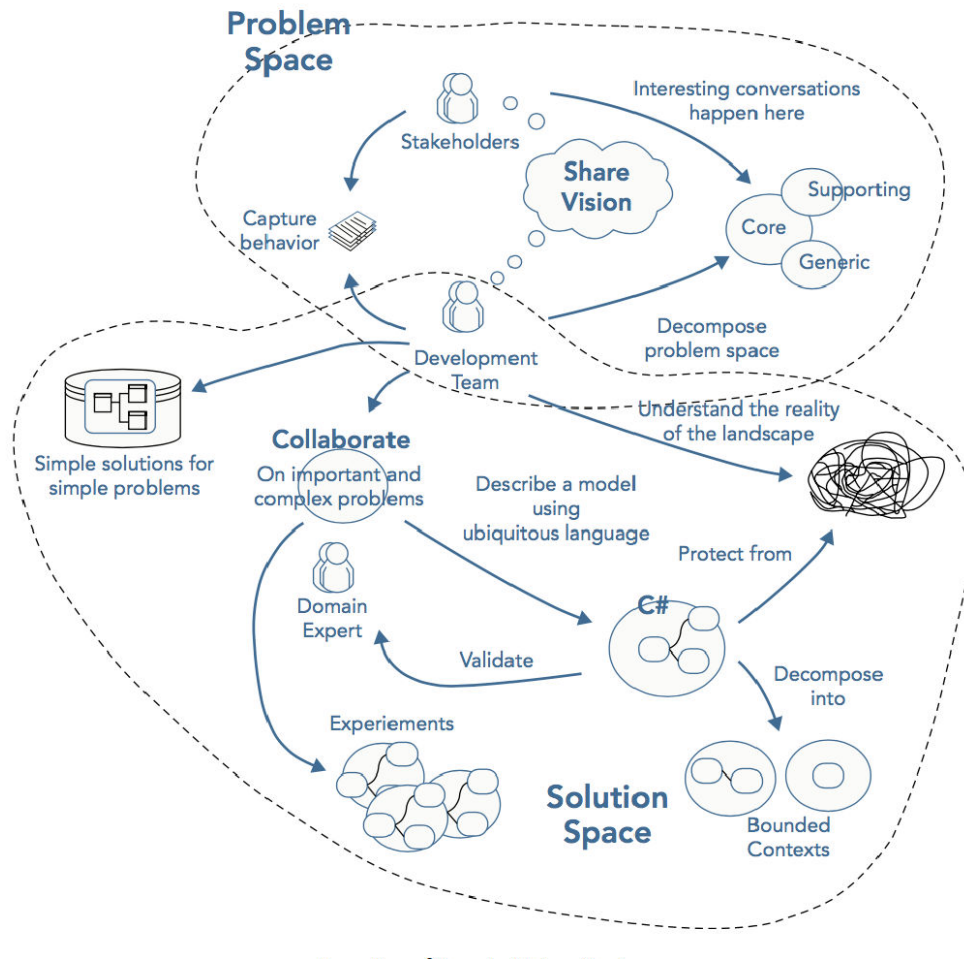 Problem
Space
Interesting conversations
happen here
Stakeholders
Share
Vision
Supporting
Capture
behavior
Core
Generic
Decompose
problem space
Development
Team
Understand the reality
of the landscape
Collaborate
On important and
complex problems
Simple solutions for
simple problems
Describe a model
using
ubiquitous language
Protect from
C#
Domain
Expert
Validate
Decompose
into
Experiements
Solution
Space
Bounded
Contexts